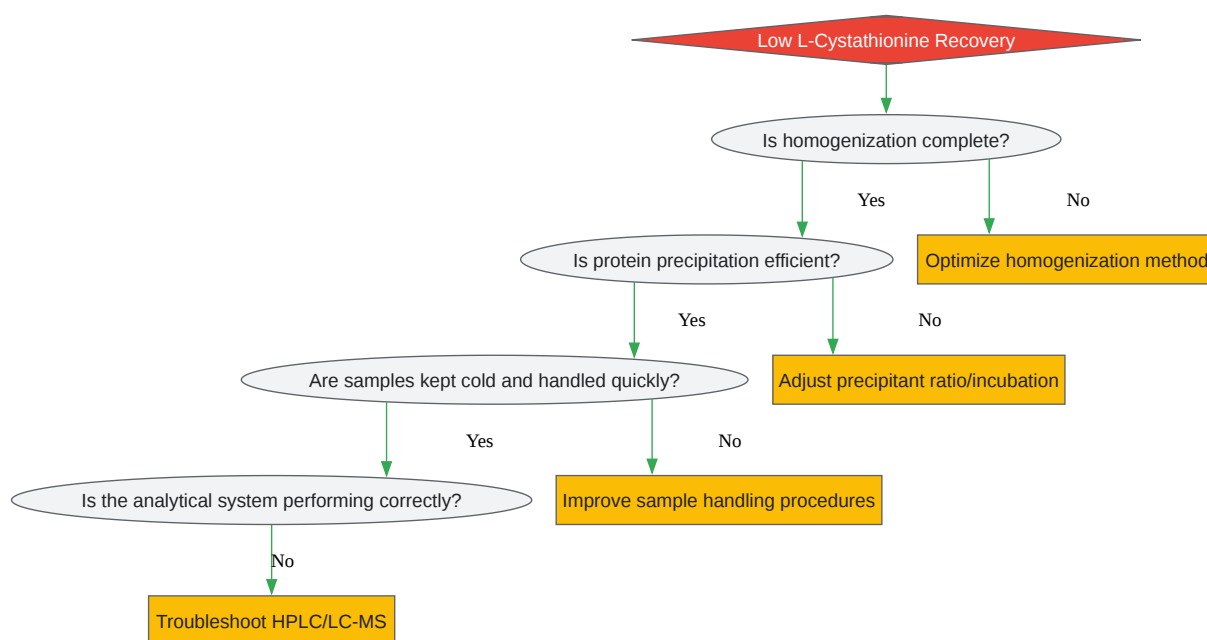 Low L-Cystathionine Recovery
Is homogenization complete?
Yes
No
Is protein precipitation efficient?
Optimize homogenization method
Yes
No
Are samples kept cold and handled quickly?
Adjust precipitant ratio/incubation
Yes
No
Is the analytical system performing correctly?
Improve sample handling procedures
No
Troubleshoot HPLC/LC-MS